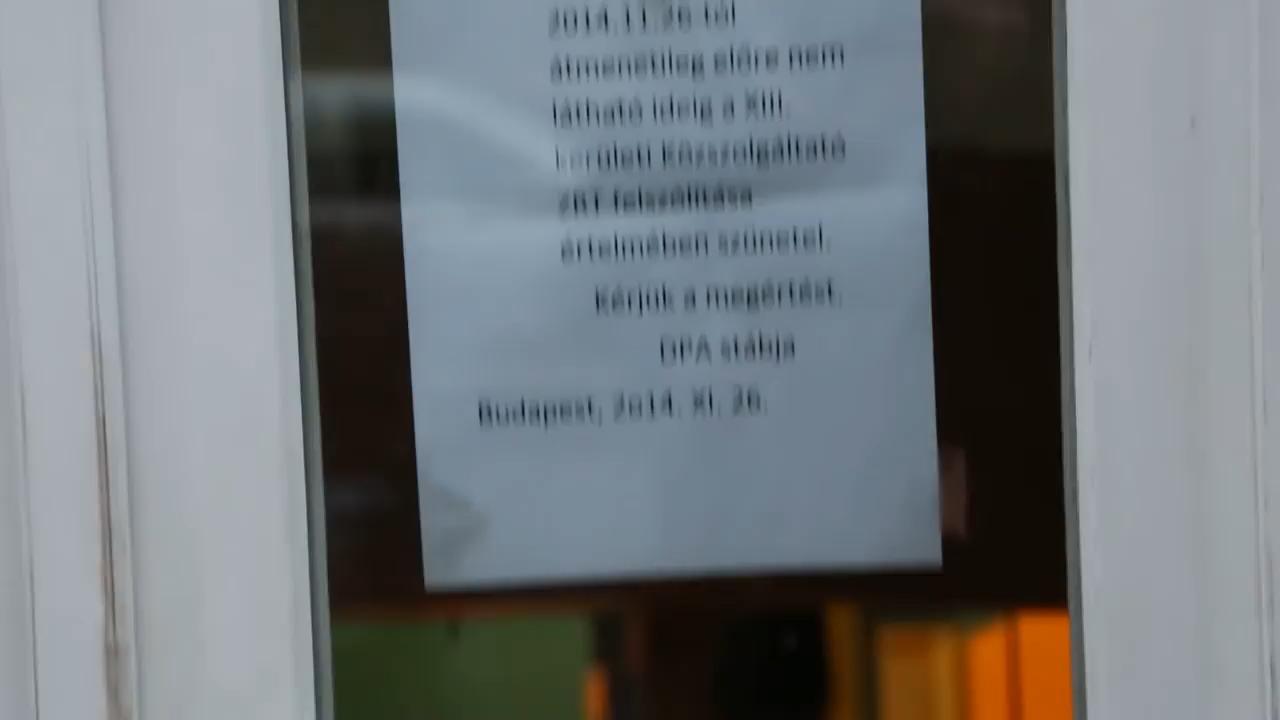 2014.11.26-tól
átmenetileg előre nem
látható ideig a XIII.
kerületi Közszolgáltató
ZRT felszólítása
értelmében szünetel.
Kérjük a megértést.
DPA stábja
Budapest, 2014. XI. 26.